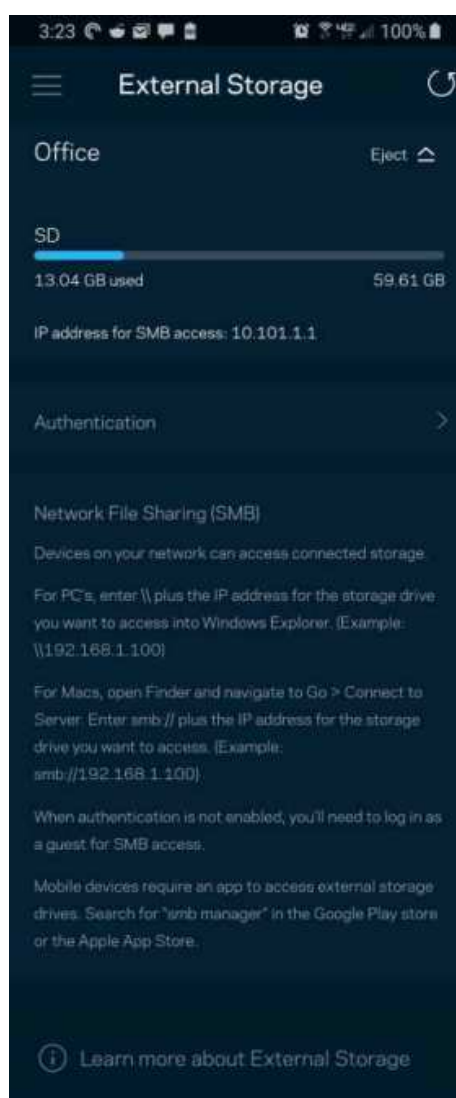 3:23 100%
External Storage
Office Eject
SD
13.04 GB used 59.61 GB
IP address for SMB access: 10.101.1.1
Authentication
Network File Sharing (SMB)
Devices on your network can access connected storage.
For PC's, enter \\ plus the IP address for the storage drive
you want to access into Windows Explorer. (Example:
\\192.168.1.100)
For Macs, open Finder and navigate to Go > Connect to
Server. Enter smb:// plus the IP address for the storage
drive you want to access. (Example:
smb://192.168.1.100)
When authentication is not enabled, you'll need to log in as
a guest for SMB access.
Mobile devices require an app to access external storage
drives. Search for "smb manager" in the Google Play store
or the Apple App Store.
Learn more about External Storage